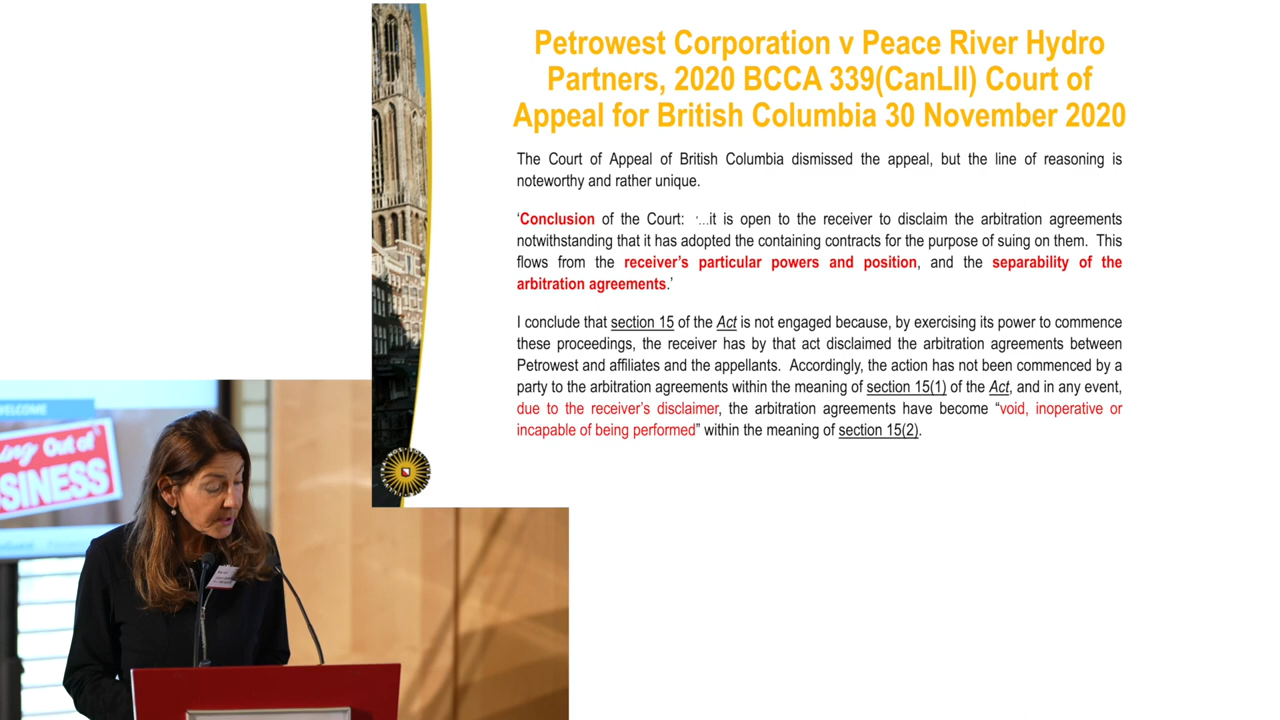 Petrowest Corporation v Peace River Hydro
Partners, 2020 BCCA 339(CanLII) Court of
Appeal for British Columbia 30 November 2020
The Court of Appeal of British Columbia dismissed the appeal, but the line of reasoning is
noteworthy and rather unique.
‘Conclusion of the Court: ‘...it is open to the receiver to disclaim the arbitration agreements
notwithstanding that it has adopted the containing contracts for the purpose of suing on them. This
flows from the receiver’s particular powers and position, and the separability of the
arbitration agreements.’
I conclude that section 15 of the Act is not engaged because, by exercising its power to commence
these proceedings, the receiver has by that act disclaimed the arbitration agreements between
Petrowest and affiliates and the appellants. Accordingly, the action has not been commenced by a
party to the arbitration agreements within the meaning of section 15(1) of the Act, and in any event,
due to the receiver’s disclaimer, the arbitration agreements have become “void, inoperative or
incapable of being performed” within the meaning of section 15(2).
WELCOME
ing Out of
SINESS